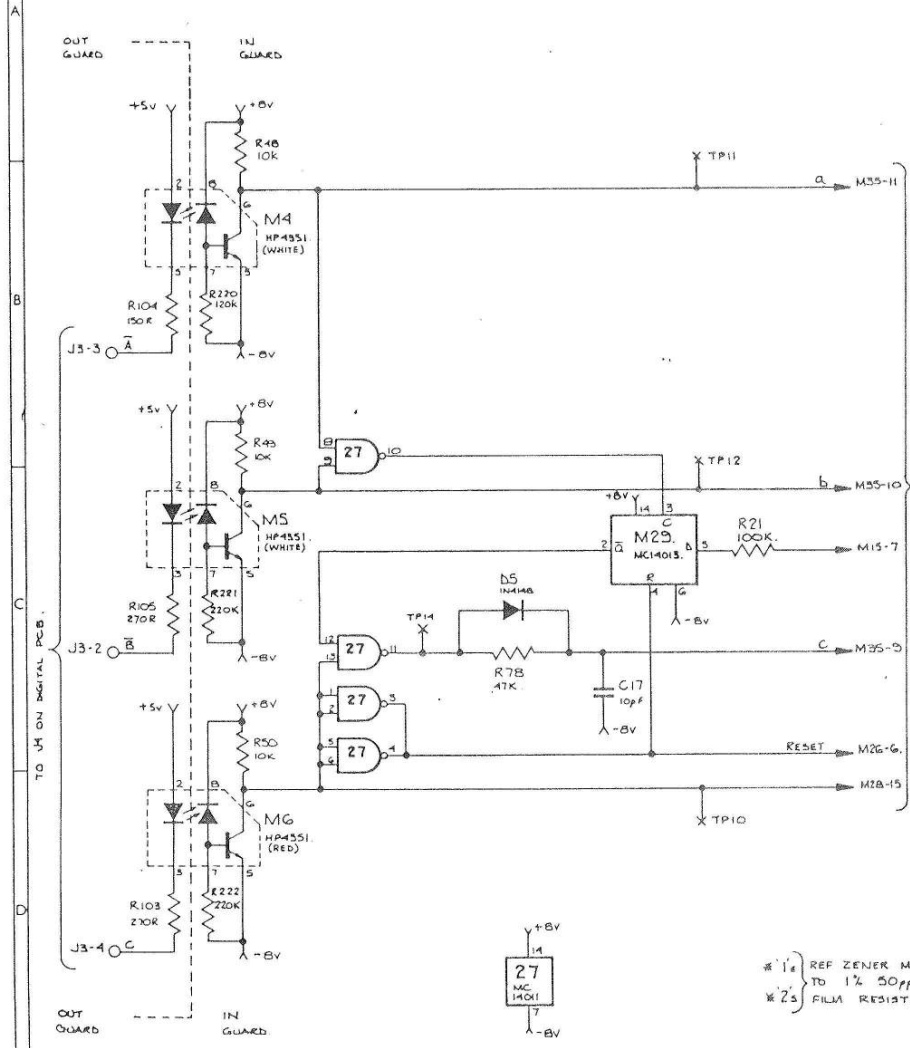 A
OUT
GUARD
IN
GUARD
+5V
+8V
R48
10K
TP11
a
M35-11
2
8
6
M4
HP4351
(WHITE)
3
7
5
B
R104
150R
R220
120K
J3-3
A
-8V
+5V
+8V
R43
10K
8
9
27
10
TP12
b
M35-10
2
8
6
M5
HP4351.
(WHITE)
+8V
14
3
C
2
Q
M29.
MC14013.
D
5
R21
100K.
M15-7
3
7
5
R
4
6
-8V
C
R105
270R
R221
220K
D5
1N4148
TP14
J3-2
B
-8V
12
13
27
11
R78
47K
c
M35-9
C17
10pF
-8V
+5V
+8V
1
2
27
3
R50
10K
5
6
27
4
RESET
M26-6.
M28-15
TP10
TO J4 ON DIGITAL PCB.
2
8
6
M6
HP4351.
(RED)
3
7
5
D
R103
270R
R222
220K
J3-4
C
-8V
+8V
14
27
MC
14011
7
-8V
※'1's
REF ZENER M
TO 1% 50pp
※'2's
FILM RESIST
OUT
GUARD
IN
GUARD.